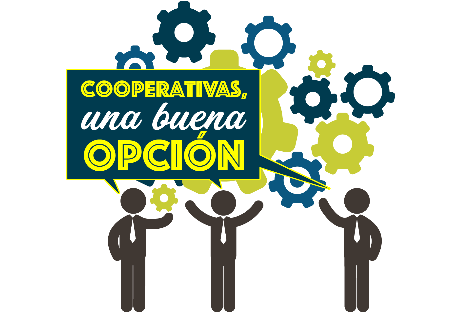 COOPERATIVAS,
una buena
OPCIÓN